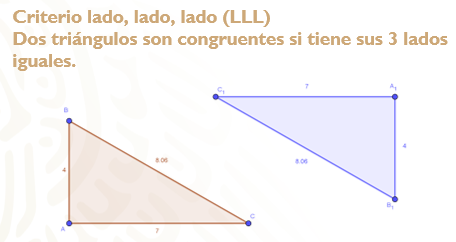 Criterio lado, lado, lado (LLL)
Dos triángulos son congruentes si tiene sus 3 lados
iguales.
C₁ 7 A₁
B
4 8.06
8.06 4
A 7 C
B₁